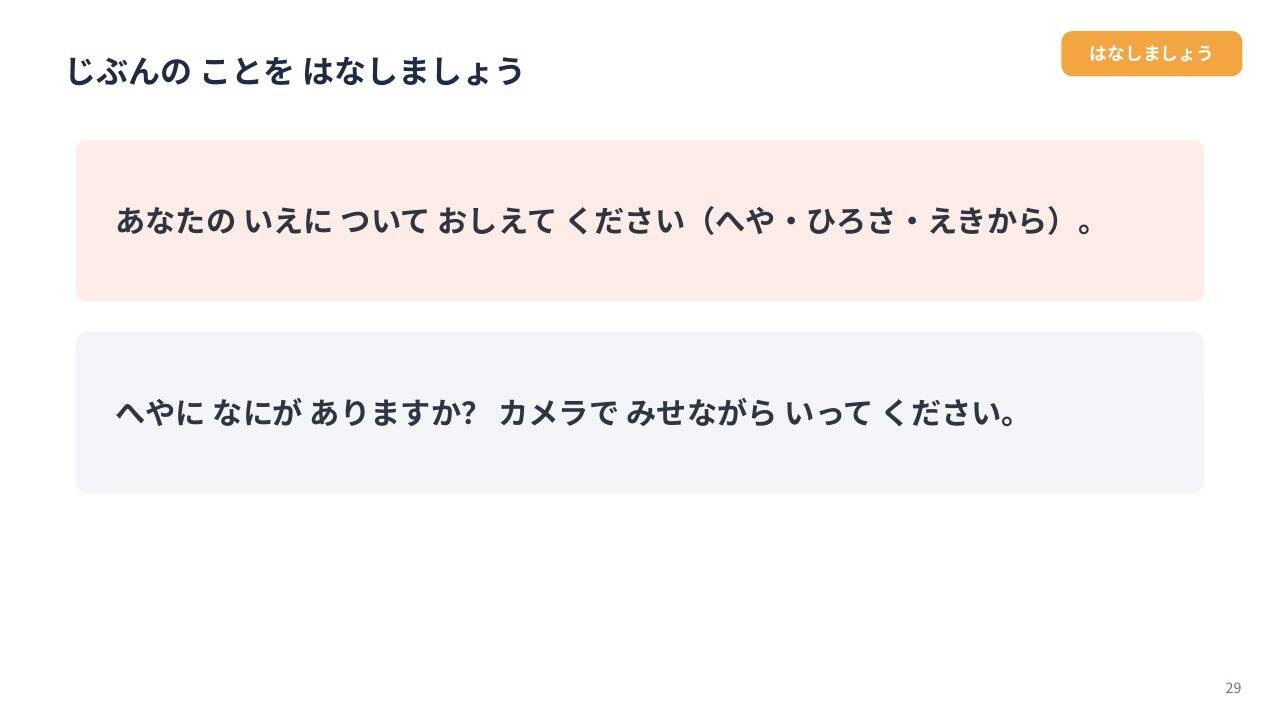 じぶんの ことを はなしましょう
はなしましょう
あなたの いえに ついて おしえて ください（へや・ひろさ・えきから）。
へやに なにが ありますか?  カメラで みせながら いって ください。
29